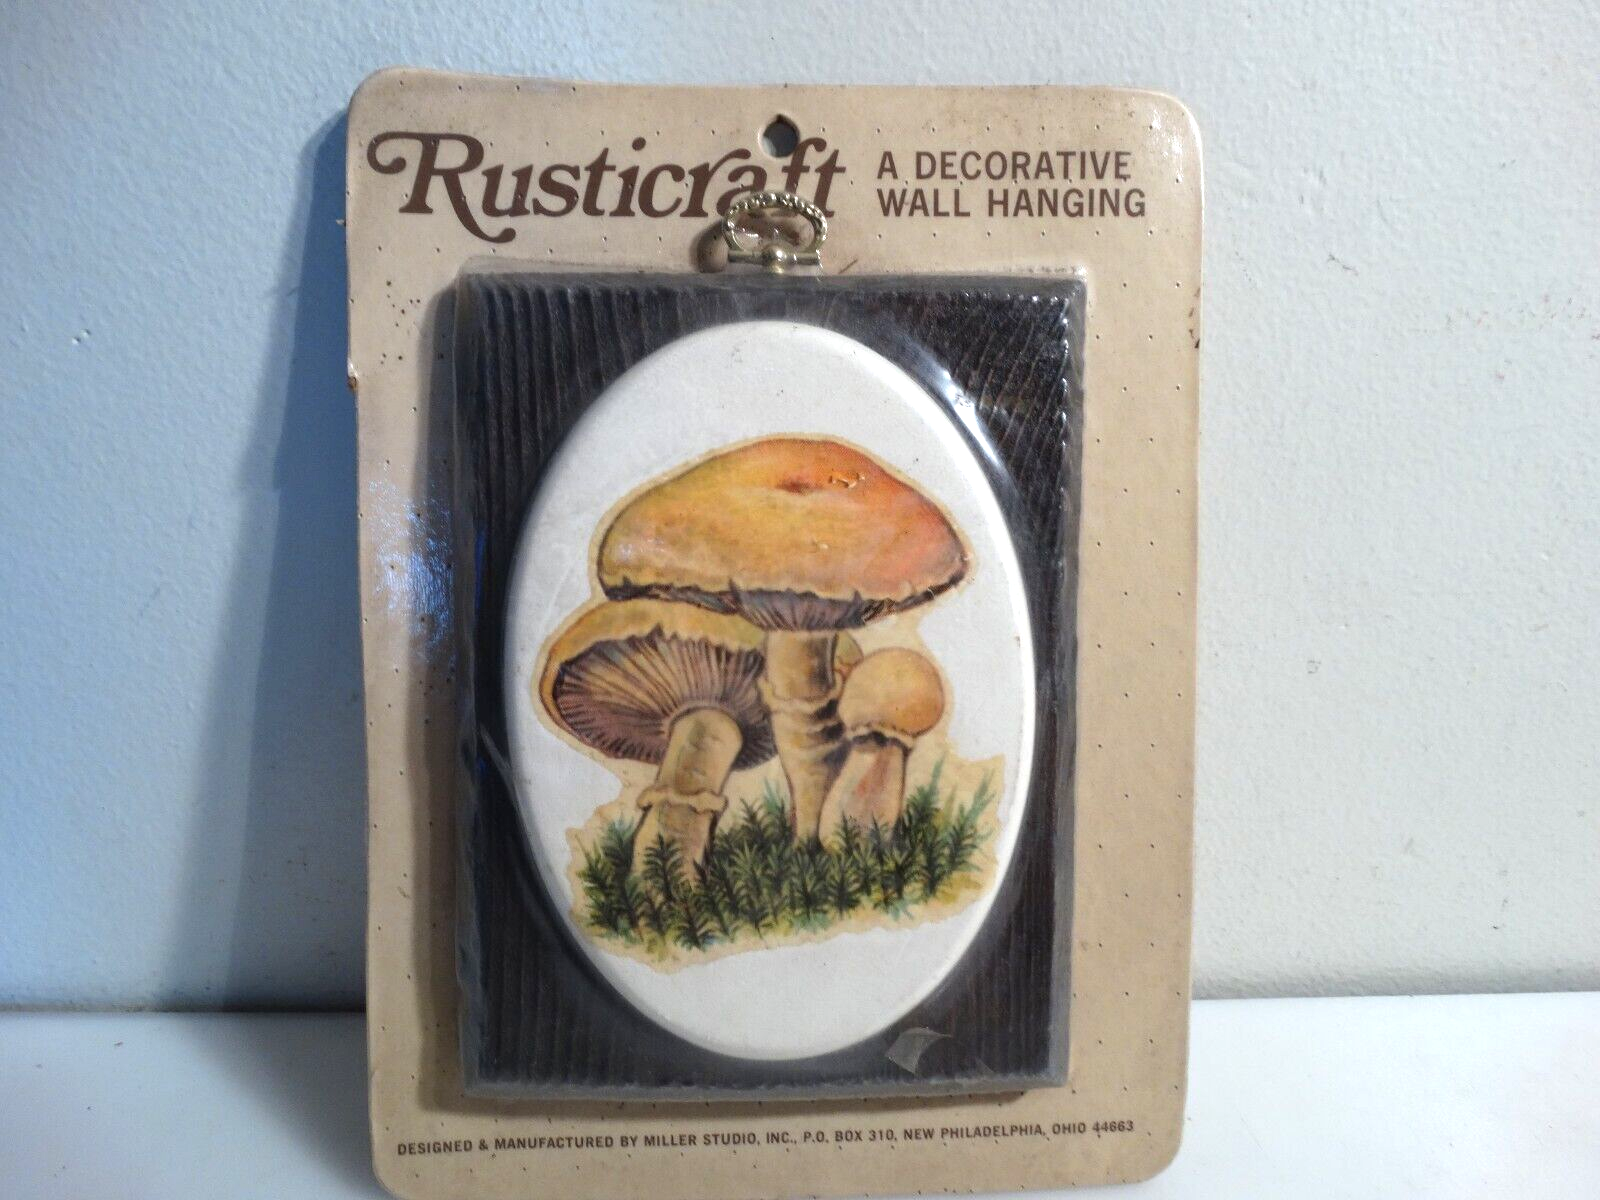 Rusticraft
A DECORATIVE
WALL HANGING
DESIGNED & MANUFACTURED BY MILLER STUDIO, INC., P.O. BOX 310, NEW PHILADELPHIA, OHIO 44663